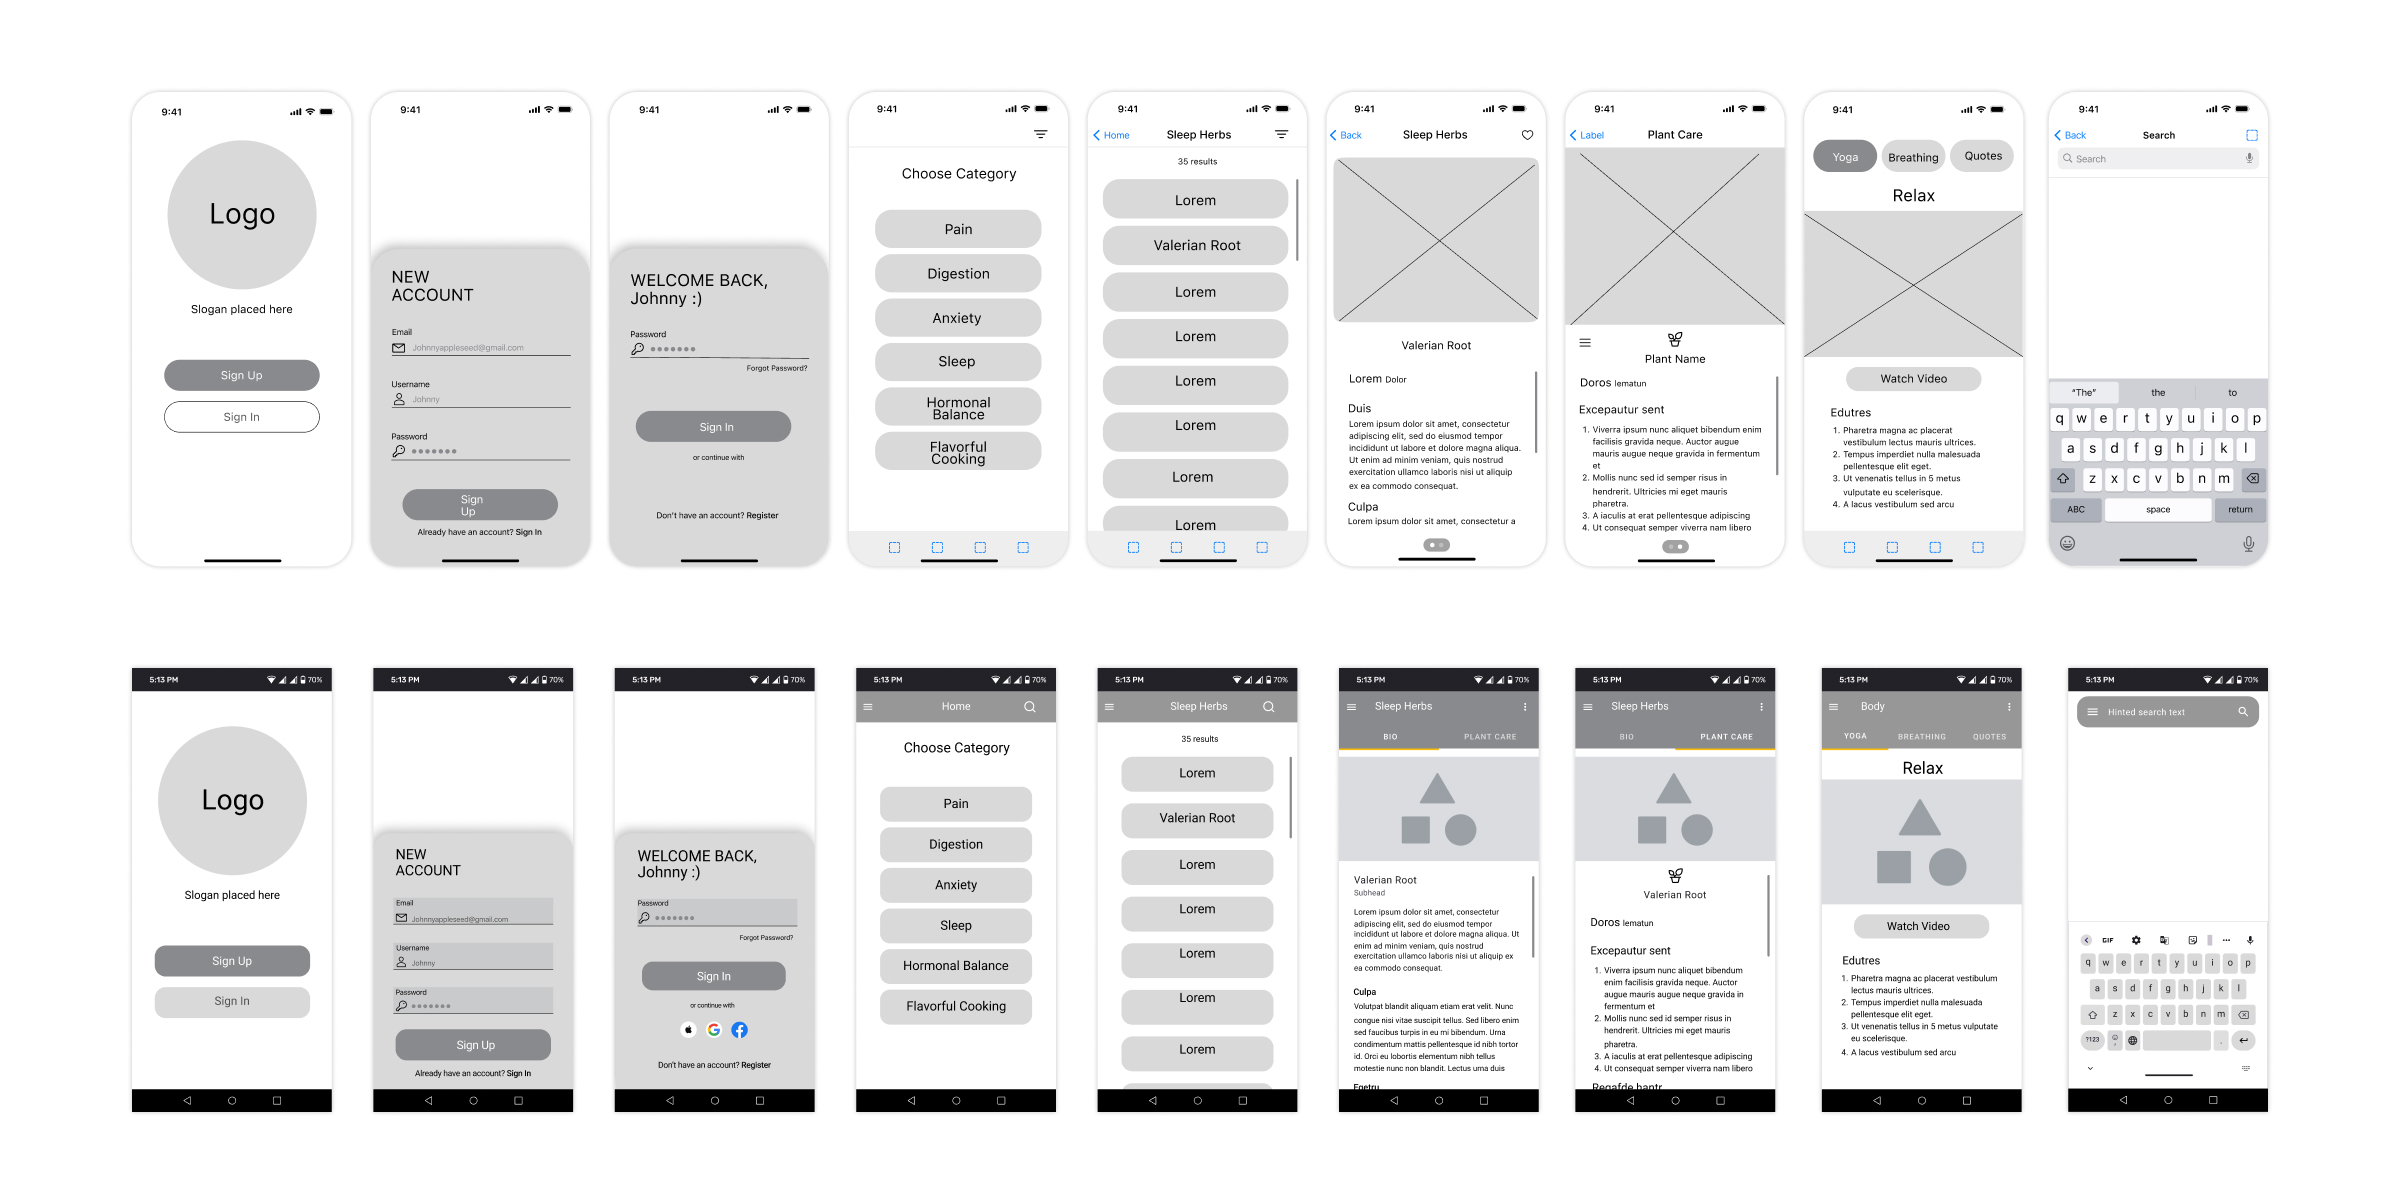 9:41
Logo
Slogan placed here
Sign Up
Sign In
9:41
NEW
ACCOUNT
Email
Johnnyappleseed@gmail.com
Username
Johnny
Password
Sign
Up
Already have an account? Sign In
9:41
WELCOME BACK,
Johnny :)
Password
Forgot Password?
Sign In
or continue with
Don't have an account? Register
9:41
Choose Category
Pain
Digestion
Anxiety
Sleep
Hormonal
Balance
Flavorful
Cooking
9:41
Home
Sleep Herbs
35 results
Lorem
Valerian Root
Lorem
Lorem
Lorem
Lorem
Lorem
Lorem
9:41
Back
Sleep Herbs
Valerian Root
Lorem Dolor
Duis
Lorem ipsum dolor sit amet, consectetur
adipiscing elit, sed do eiusmod tempor
incididunt ut labore et dolore magna aliqua.
Ut enim ad minim veniam, quis nostrud
exercitation ullamco laboris nisi ut aliquip
ex ea commodo consequat.
Culpa
Lorem ipsum dolor sit amet, consectetur a
9:41
Label
Plant Care
Plant Name
Doros lematun
Excepautur sent
1. Viverra ipsum nunc aliquet bibendum enim
facilisis gravida neque. Auctor augue
mauris augue neque gravida in fermentum
et
2. Mollis nunc sed id semper risus in
hendrerit. Ultricies mi eget mauris
pharetra.
3. A iaculis at erat pellentesque adipiscing
4. Ut consequat semper viverra nam libero
9:41
Yoga
Breathing
Quotes
Relax
Watch Video
Edutres
1. Pharetra magna ac placerat
vestibulum lectus mauris ultrices.
2. Tempus imperdiet nulla malesuada
pellentesque elit eget.
3. Ut venenatis tellus in 5 metus
vulputate eu scelerisque.
4. A lacus vestibulum sed arcu
9:41
Back
Search
Search
“The” the to
q w e r t y u i o p
a s d f g h j k l
z x c v b n m
ABC space return
5:13 PM 70%
Logo
Slogan placed here
Sign Up
Sign In
5:13 PM 70%
NEW
ACCOUNT
Email
Johnnyappleseed@gmail.com
Username
Johnny
Password
Sign Up
Already have an account? Sign In
5:13 PM 70%
WELCOME BACK,
Johnny :)
Password
Forgot Password?
Sign In
or continue with
Don't have an account? Register
5:13 PM 70%
Home
Choose Category
Pain
Digestion
Anxiety
Sleep
Hormonal Balance
Flavorful Cooking
5:13 PM 70%
Sleep Herbs
35 results
Lorem
Valerian Root
Lorem
Lorem
Lorem
Lorem
Lorem
5:13 PM 70%
Sleep Herbs
BIO PLANT CARE
Valerian Root
Subhead
Lorem ipsum dolor sit amet, consectetur
adipiscing elit, sed do eiusmod tempor
incididunt ut labore et dolore magna aliqua. Ut
enim ad minim veniam, quis nostrud
exercitation ullamco laboris nisi ut aliquip ex
ea commodo consequat.
Culpa
Volutpat blandit aliquam etiam erat velit. Nunc
congue nisi vitae suscipit tellus. Sed libero enim
sed faucibus turpis in eu mi bibendum. Urna
condimentum mattis pellentesque id nibh tortor
id. Orci eu lobortis elementum nibh tellus
motestie nunc non blandit. Lectus urna duis
Egetru
5:13 PM 70%
Sleep Herbs
BIO PLANT CARE
Valerian Root
Doros lematun
Excepautur sent
1. Viverra ipsum nunc aliquet bibendum
enim facilisis gravida neque. Auctor
augue mauris augue neque gravida in
fermentum et
2. Mollis nunc sed id semper risus in
hendrerit. Ultricies mi eget mauris
pharetra.
3. A iaculis at erat pellentesque adipiscing
4. Ut consequat semper viverra nam libero
Regafde hantr
5:13 PM 70%
Body
YOGA BREATHING QUOTES
Relax
Watch Video
Edutres
1. Pharetra magna ac placerat vestibulum
lectus mauris ultrices.
2. Tempus imperdiet nulla malesuada
pellentesque elit eget.
3. Ut venenatis tellus in 5 metus vulputate
eu scelerisque.
4. A lacus vestibulum sed arcu
5:13 PM 70%
Hinted search text
GIF
q w e r t y u i o p
a s d f g h j k l
z x c v b n m
?123 , .